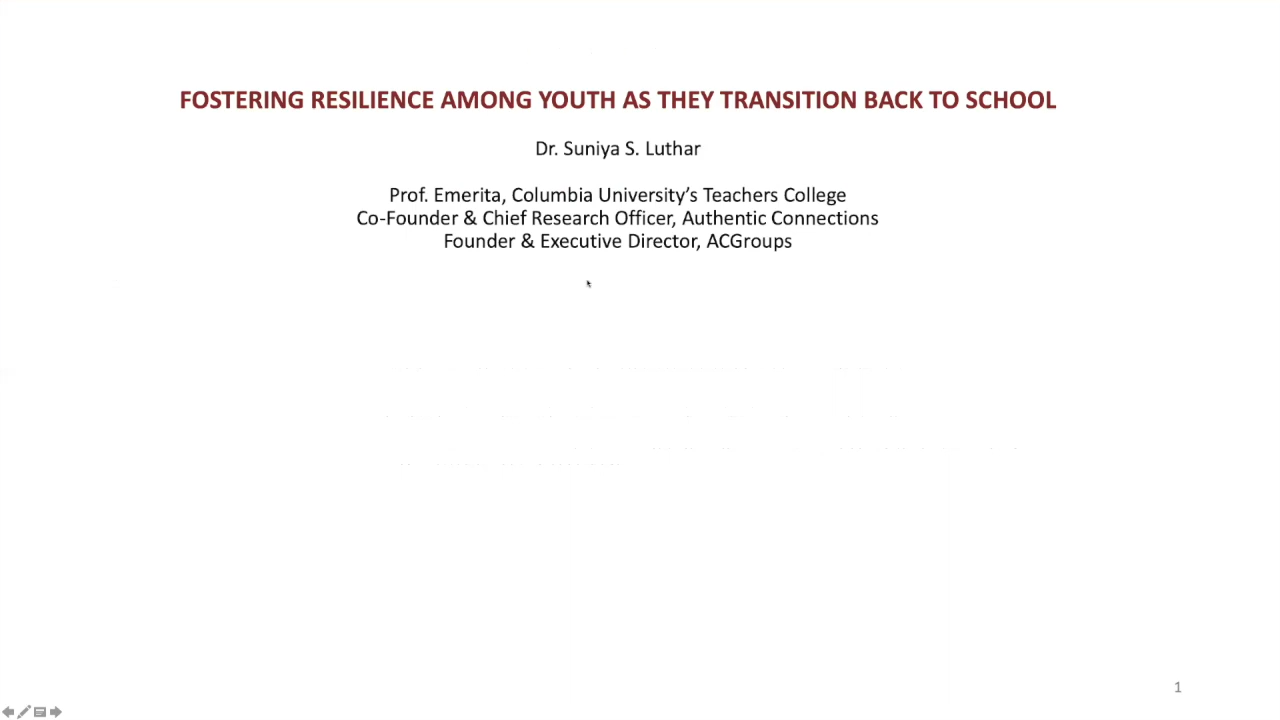 FOSTERING RESILIENCE AMONG YOUTH AS THEY TRANSITION BACK TO SCHOOL
Dr. Suniya S. Luthar
Prof. Emerita, Columbia University’s Teachers College
Co-Founder & Chief Research Officer, Authentic Connections
Founder & Executive Director, ACGroups
1